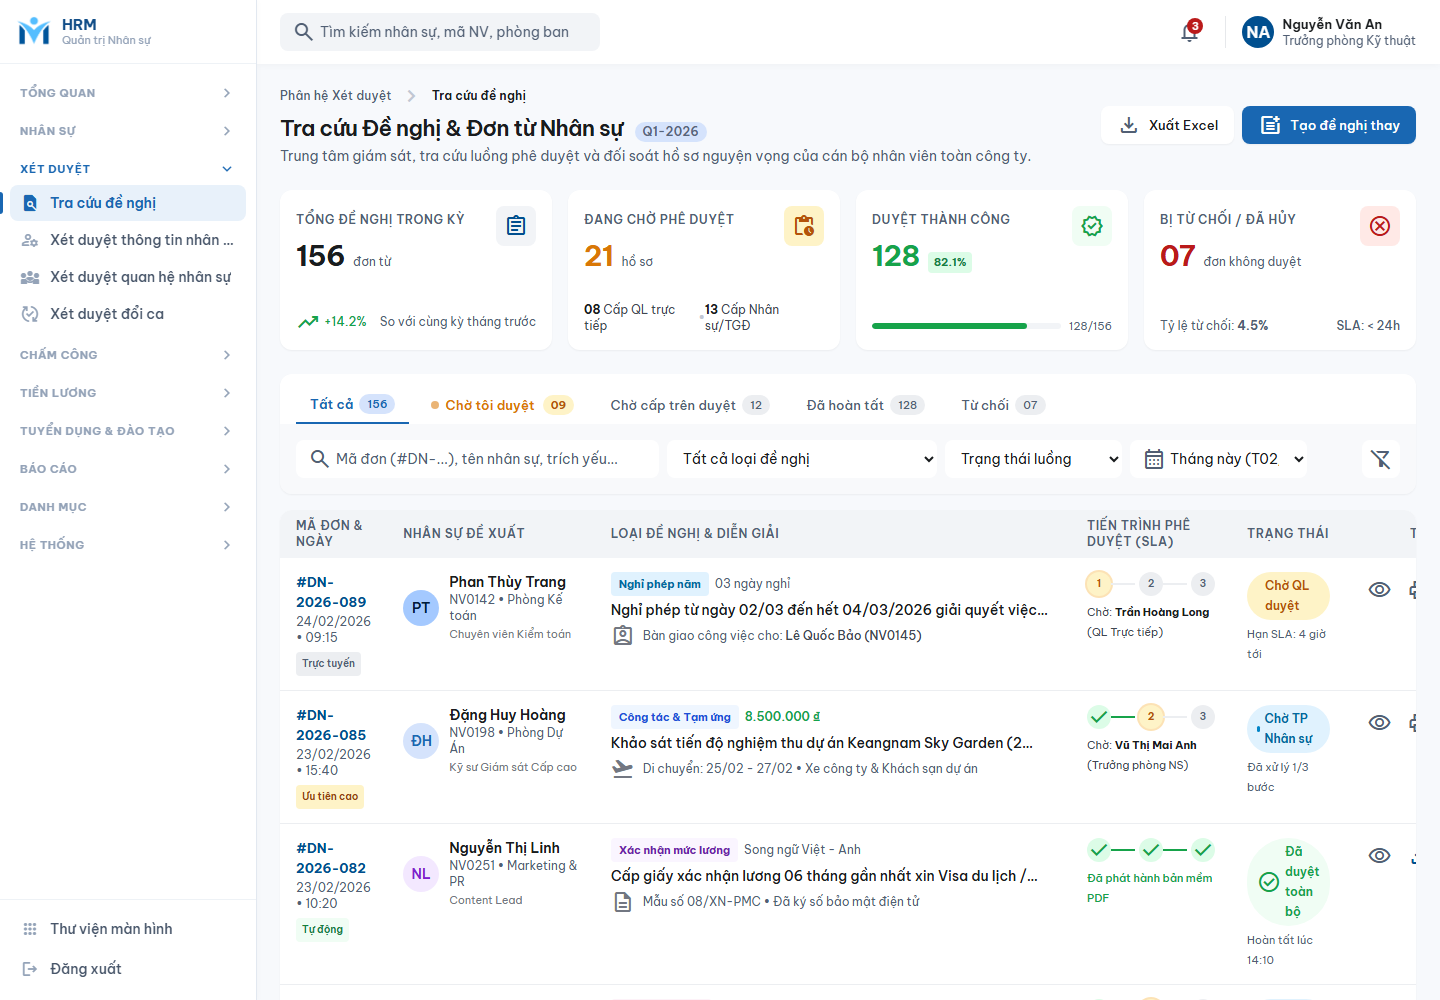 HRM
Quản trị Nhân sự
Tìm kiếm nhân sự, mã NV, phòng ban
3
NA
Nguyễn Văn An
Trưởng phòng Kỹ thuật
TỔNG QUAN
NHÂN SỰ
XÉT DUYỆT
Tra cứu đề nghị
Xét duyệt thông tin nhân ...
Xét duyệt quan hệ nhân sự
Xét duyệt đổi ca
CHẤM CÔNG
TIỀN LƯƠNG
TUYỂN DỤNG & ĐÀO TẠO
BÁO CÁO
DANH MỤC
HỆ THỐNG
Thư viện màn hình
Đăng xuất
Phân hệ Xét duyệt
Tra cứu đề nghị
Tra cứu Đề nghị & Đơn từ Nhân sự
Q1-2026
Trung tâm giám sát, tra cứu luồng phê duyệt và đối soát hồ sơ nguyện vọng của cán bộ nhân viên toàn công ty.
Xuất Excel
Tạo đề nghị thay
TỔNG ĐỀ NGHỊ TRONG KỲ
156 đơn từ
+14.2% So với cùng kỳ tháng trước
ĐANG CHỜ PHÊ DUYỆT
21 hồ sơ
08 Cấp QL trực tiếp
13 Cấp Nhân sự/TGĐ
DUYỆT THÀNH CÔNG
128 82.1%
128/156
BỊ TỪ CHỐI / ĐÃ HỦY
07 đơn không duyệt
Tỷ lệ từ chối: 4.5%
SLA: < 24h
Tất cả 156
Chờ tôi duyệt 09
Chờ cấp trên duyệt 12
Đã hoàn tất 128
Từ chối 07
Mã đơn (#DN-...), tên nhân sự, trích yếu...
Tất cả loại đề nghị
Trạng thái luồng
Tháng này (T02
MÃ ĐƠN & NGÀY
NHÂN SỰ ĐỀ XUẤT
LOẠI ĐỀ NGHỊ & DIỄN GIẢI
TIẾN TRÌNH PHÊ DUYỆT (SLA)
TRẠNG THÁI
T
#DN-
2026-089
24/02/2026
• 09:15
Trực tuyến
PT
Phan Thùy Trang
NV0142 • Phòng Kế
toán
Chuyên viên Kiểm toán
Nghỉ phép năm 03 ngày nghỉ
Nghỉ phép từ ngày 02/03 đến hết 04/03/2026 giải quyết việc...
Bàn giao công việc cho: Lê Quốc Bảo (NV0145)
1 2 3
Chờ: Trần Hoàng Long
(QL Trực tiếp)
Chờ QL
duyệt
Hạn SLA: 4 giờ
tới
#DN-
2026-085
23/02/2026
• 15:40
Ưu tiên cao
ĐH
Đặng Huy Hoàng
NV0198 • Phòng Dự
Án
Kỹ sư Giám sát Cấp cao
Công tác & Tạm ứng 8.500.000 ₫
Khảo sát tiến độ nghiệm thu dự án Keangnam Sky Garden (2...
Di chuyển: 25/02 - 27/02 • Xe công ty & Khách sạn dự án
2 3
Chờ: Vũ Thị Mai Anh
(Trưởng phòng NS)
Chờ TP
Nhân sự
Đã xử lý 1/3
bước
#DN-
2026-082
23/02/2026
• 10:20
Tự động
NL
Nguyễn Thị Linh
NV0251 • Marketing &
PR
Content Lead
Xác nhận mức lương Song ngữ Việt - Anh
Cấp giấy xác nhận lương 06 tháng gần nhất xin Visa du lịch /...
Mẫu số 08/XN-PMC • Đã ký số bảo mật điện tử
Đã phát hành bản mềm
PDF
Đã
duyệt
toàn
bộ
Hoàn tất lúc
14:10